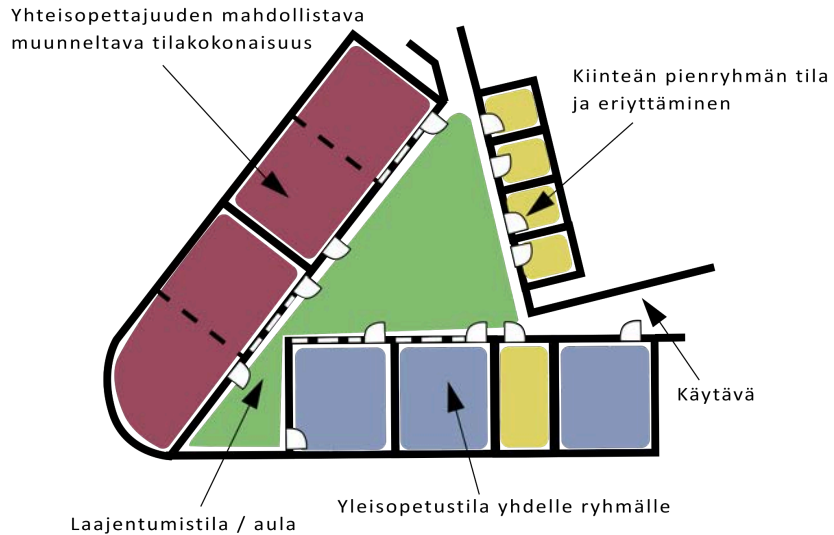 Yhteisopettajuuden mahdollistava
muunneltava tilakokonaisuus
Kiinteän pienryhmän tila
ja eriyttäminen
Käytävä
Yleisopetustila yhdelle ryhmälle
Laajentumistila / aula